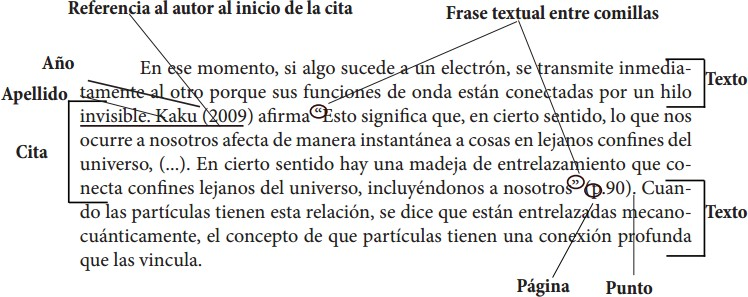 Referencia al autor al inicio de la cita
Frase textual entre comillas
Año
Apellido
Cita
En ese momento, si algo sucede a un electrón, se transmite inmedia-
tamente al otro porque sus funciones de onda están conectadas por un hilo
invisible. Kaku (2009) afirma “Esto significa que, en cierto sentido, lo que nos
ocurre a nosotros afecta de manera instantánea a cosas en lejanos confines del
universo, (...). En cierto sentido hay una madeja de entrelazamiento que co-
necta confines lejanos del universo, incluyéndonos a nosotros” (p.90). Cuan-
do las partículas tienen esta relación, se dice que están entrelazadas mecano-
cuánticamente, el concepto de que partículas tienen una conexión profunda
que las vincula.
Texto
Texto
Página
Punto